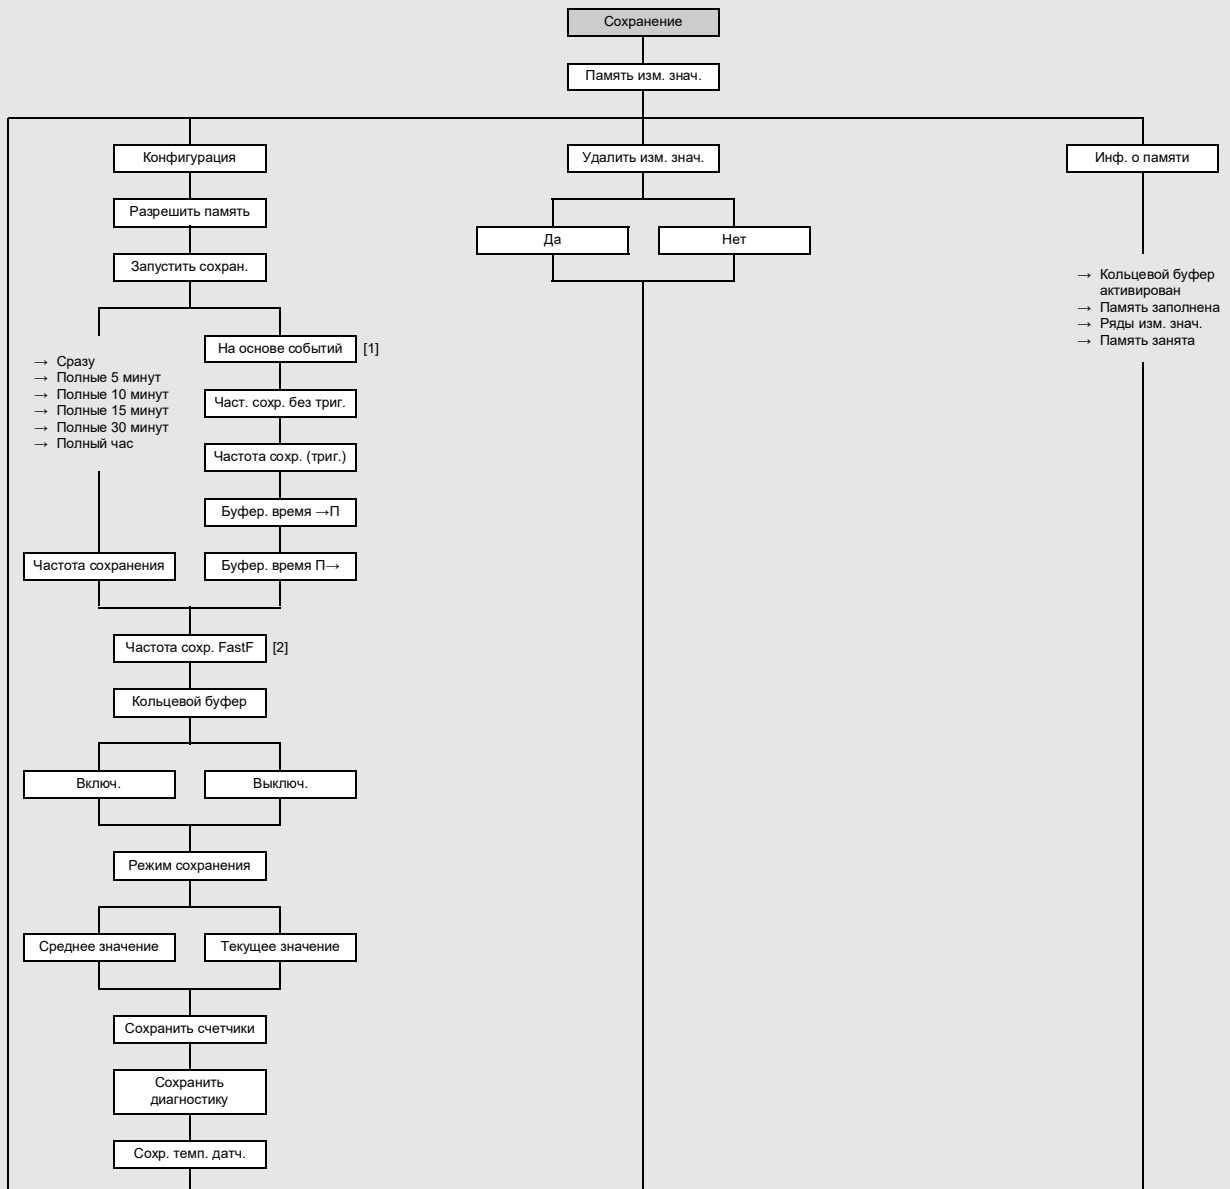 Сохранение
Память изм. знач.
Конфигурация
Удалить изм. знач.
Инф. о памяти
Разрешить память
Да
Нет
Запустить сохран.
→ Кольцевой буфер
активирован
→ Память заполнена
→ Ряды изм. знач.
→ Память занята
На основе событий [1]
→ Сразу
→ Полные 5 минут
→ Полные 10 минут
→ Полные 15 минут
→ Полные 30 минут
→ Полный час
Част. сохр. без триг.
Частота сохр. (триг.)
Буфер. время →П
Частота сохранения
Буфер. время П→
Частота сохр. FastF [2]
Кольцевой буфер
Включ.
Выключ.
Режим сохранения
Среднее значение
Текущее значение
Сохранить счетчики
Сохранить
диагностику
Сохр. темп. датч.